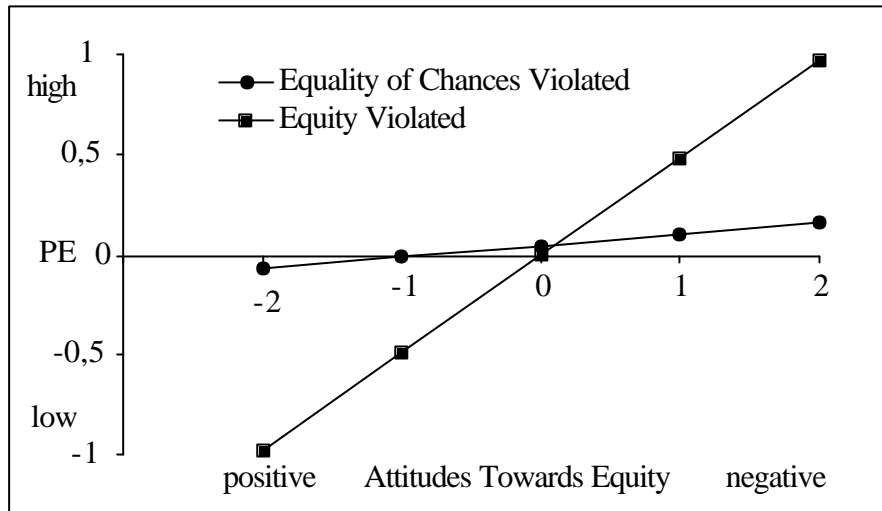 1
high
Equality of Chances Violated
Equity Violated
0,5
PE 0
-2 -1 0 1 2
-0,5
low
-1
positive Attitudes Towards Equity negative